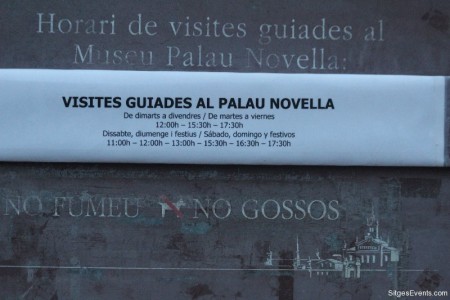 Horari de visites guiades al
Museu Palau Novella:
VISITES GUIADES AL PALAU NOVELLA
De dimarts a divendres / De martes a viernes
12:00h – 15:30h – 17:30h
Dissabte, diumenge i festius / Sábado, domingo y festivos
11:00h – 12:00h – 13:00h – 15:30h – 16:30h – 17:30h
NO FUMEU NO GOSSOS
SitgesEvents.com